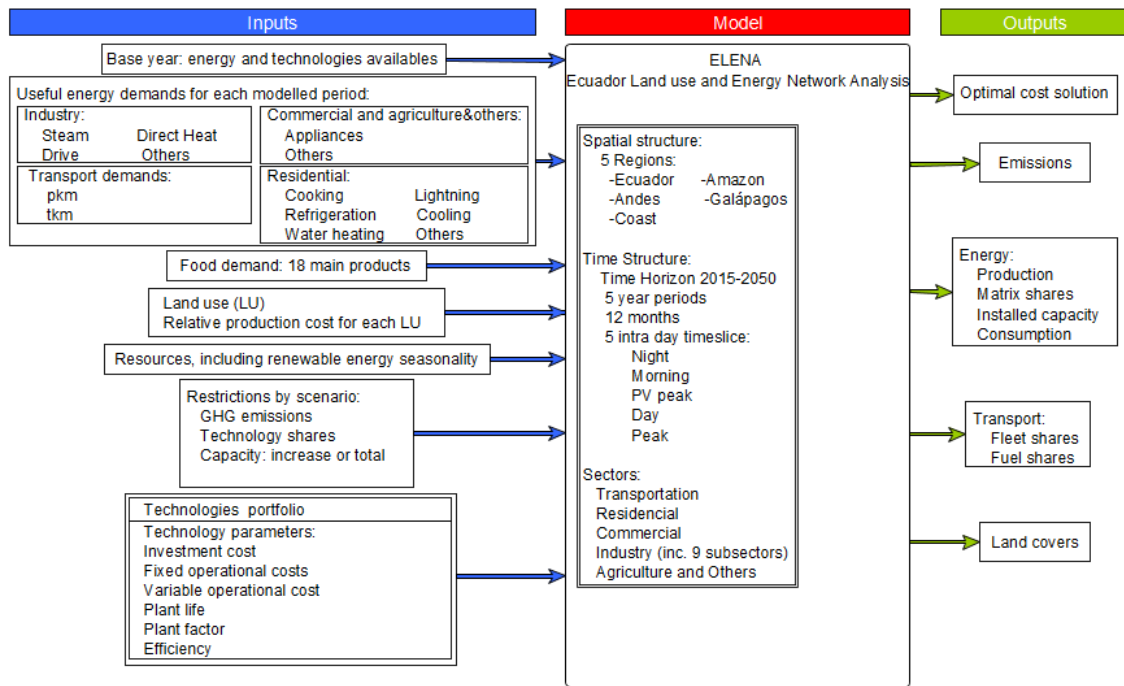 Inputs
Model
Outputs
Base year: energy and technologies availables
Useful energy demands for each modelled period:
Industry:
Steam Direct Heat
Drive Others
Commercial and agriculture&others:
Appliances
Others
Transport demands:
pkm
tkm
Residential:
Cooking Lightning
Refrigeration Cooling
Water heating Others
Food demand: 18 main products
Land use (LU)
Relative production cost for each LU
Resources, including renewable energy seasonality
Restrictions by scenario:
GHG emissions
Technology shares
Capacity: increase or total
Technologies portfolio
Technology parameters:
Investment cost
Fixed operational costs
Variable operational cost
Plant life
Plant factor
Efficiency
ELENA
Ecuador Land use and Energy Network Analysis
Spatial structure:
5 Regions:
-Ecuador -Amazon
-Andes -Galápagos
-Coast
Time Structure:
Time Horizon 2015-2050
5 year periods
12 months
5 intra day timeslice:
Night
Morning
PV peak
Day
Peak
Sectors:
Transportation
Residencial
Commercial
Industry (inc. 9 subsectors)
Agriculture and Others
Optimal cost solution
Emissions
Energy:
Production
Matrix shares
Installed capacity
Consumption
Transport:
Fleet shares
Fuel shares
Land covers